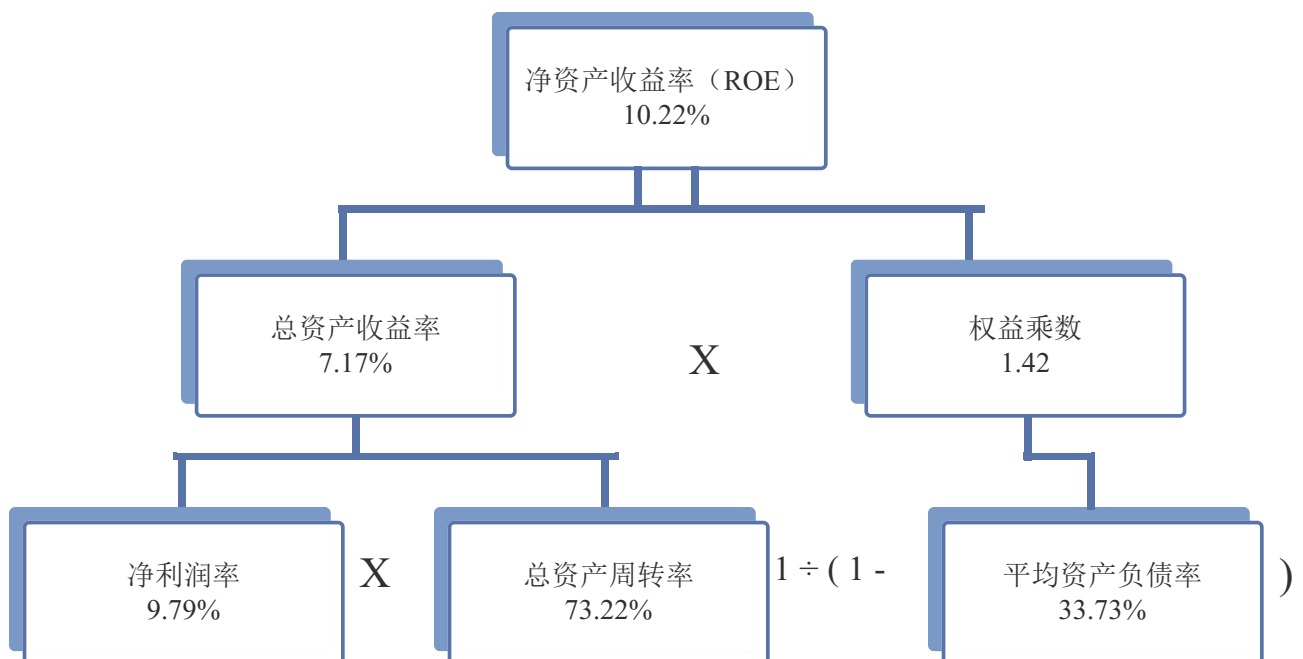 净资产收益率（ROE）
10.22%
总资产收益率
7.17%
X
权益乘数
1.42
净利润率
9.79%
X
总资产周转率
73.22%
1 ÷ ( 1 -
平均资产负债率
33.73%
)